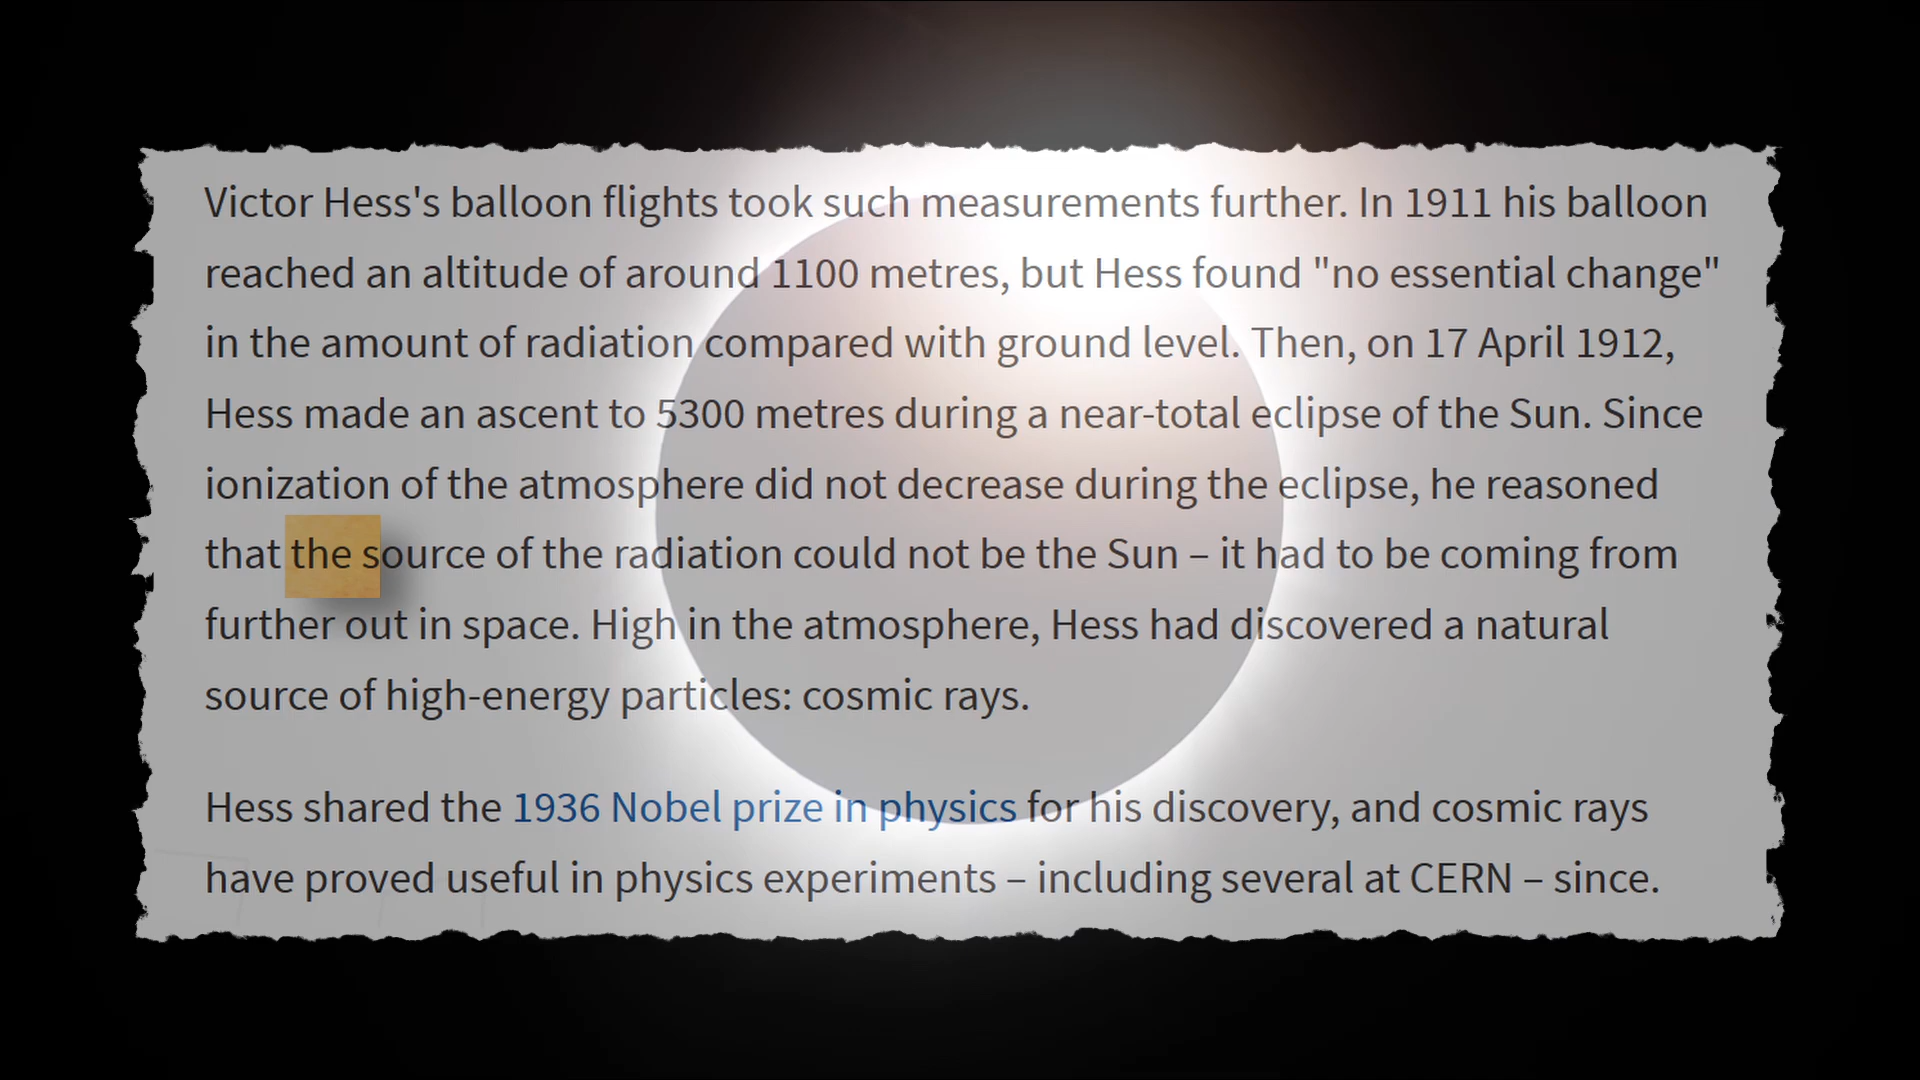 Victor Hess's balloon flights took such measurements further. In 1911 his balloon
reached an altitude of around 1100 metres, but Hess found "no essential change"
in the amount of radiation compared with ground level. Then, on 17 April 1912,
Hess made an ascent to 5300 metres during a near-total eclipse of the Sun. Since
ionization of the atmosphere did not decrease during the eclipse, he reasoned
that the source of the radiation could not be the Sun – it had to be coming from
further out in space. High in the atmosphere, Hess had discovered a natural
source of high-energy particles: cosmic rays.
Hess shared the 1936 Nobel prize in physics for his discovery, and cosmic rays
have proved useful in physics experiments – including several at CERN – since.